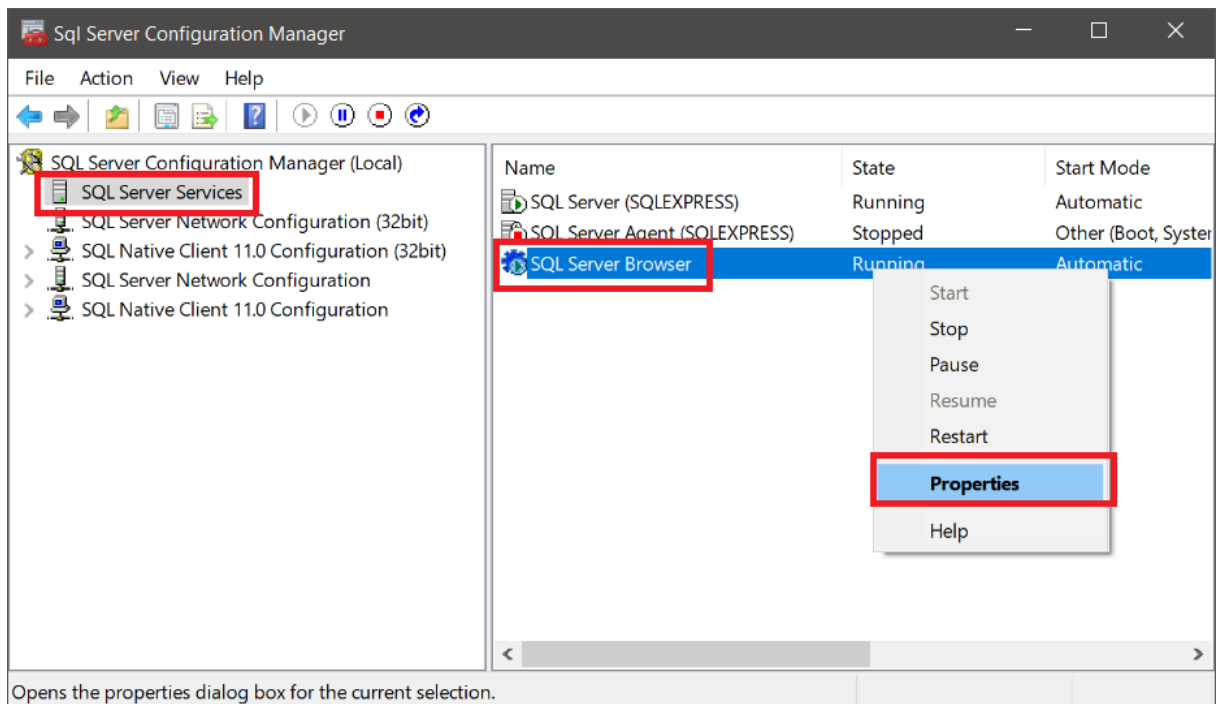 Sql Server Configuration Manager
File Action View Help
SQL Server Configuration Manager (Local)
SQL Server Services
SQL Server Network Configuration (32bit)
SQL Native Client 11.0 Configuration (32bit)
SQL Server Network Configuration
SQL Native Client 11.0 Configuration
Name State Start Mode
SQL Server (SQLEXPRESS) Running Automatic
SQL Server Agent (SQLEXPRESS) Stopped Other (Boot, Syster
SQL Server Browser Running Automatic
Start
Stop
Pause
Resume
Restart
Properties
Help
Opens the properties dialog box for the current selection.